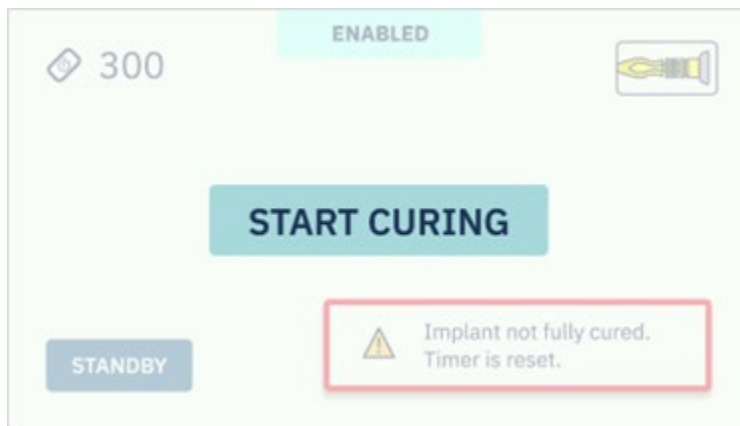 ENABLED
300
START CURING
Implant not fully cured.
Timer is reset.
STANDBY